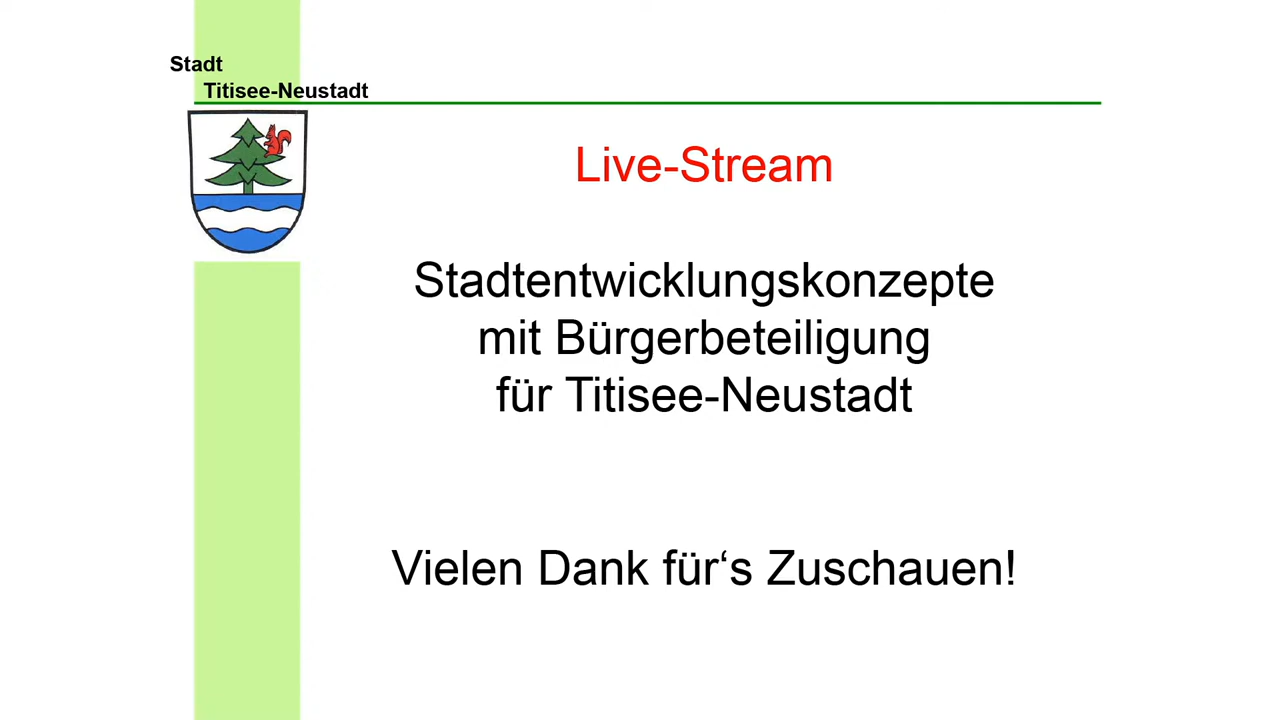 Stadt
Titisee-Neustadt
Live-Stream
Stadtentwicklungskonzepte
mit Bürgerbeteiligung
für Titisee-Neustadt
Vielen Dank für‘s Zuschauen!